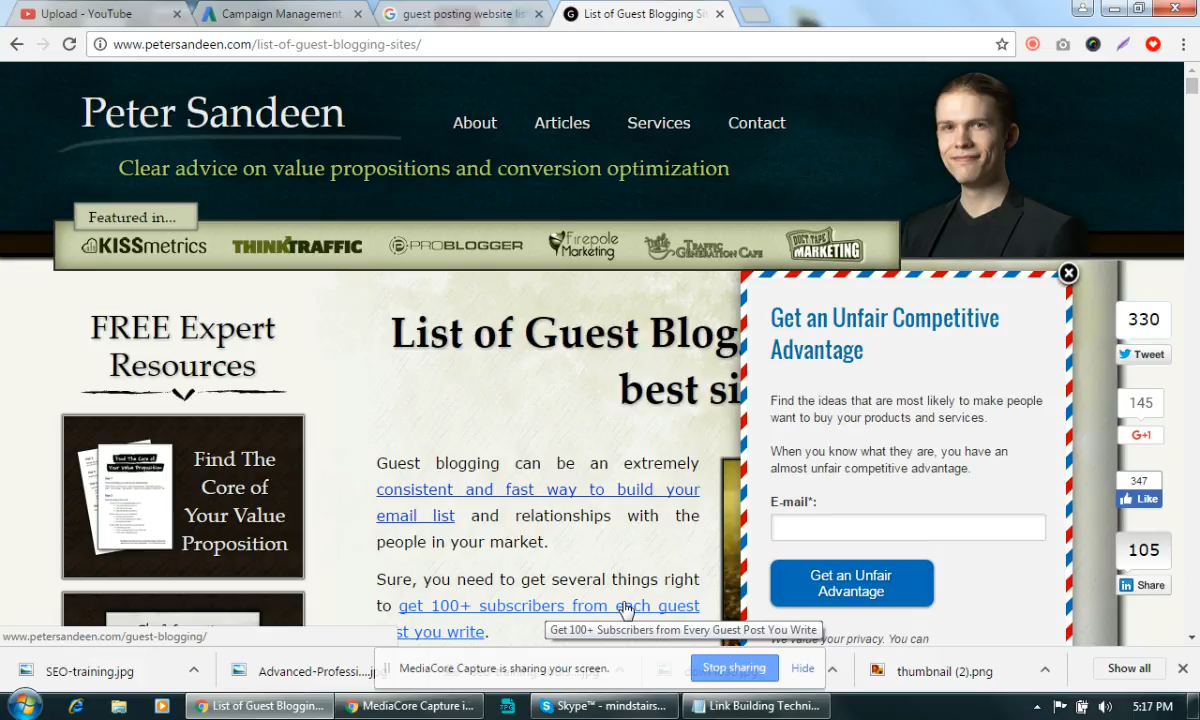 Upload - YouTube
Campaign Management
guest posting website lis
List of Guest Blogging Si
www.petersandeen.com/list-of-guest-blogging-sites/
Peter Sandeen
About
Articles
Services
Contact
Clear advice on value propositions and conversion optimization
Featured in...
KISSmetrics
THINKTRAFFIC
PROBLOGGER
Firepole Marketing
TRAFFIC GENERATION CAFE
DUCT TAPE MARKETING
FREE Expert
Resources
Find The
Core of
Your Value
Proposition
List of Guest Blog
best si
Guest blogging can be an extremely
consistent and fast way to build your
email list and relationships with the
people in your market.
Sure, you need to get several things right
to get 100+ subscribers from each guest
st you write.
Get 100+ Subscribers from Every Guest Post You Write
Get an Unfair Competitive
Advantage
Find the ideas that are most likely to make people
want to buy your products and services.
When you know what they are, you have an
almost unfair competitive advantage.
E-mail*:
Get an Unfair
Advantage
We value your privacy. You can
330
Tweet
145
G+1
347
Like
105
Share
www.petersandeen.com/guest-blogging/
SEO-training.jpg
Advanced-Professi....jpg
MediaCore Capture is sharing your screen.
Stop sharing
Hide
thumbnail (2).png
Show all
List of Guest Bloggin...
MediaCore Capture i...
Skype™ - mindstairs...
Link Building Techni...
5:17 PM